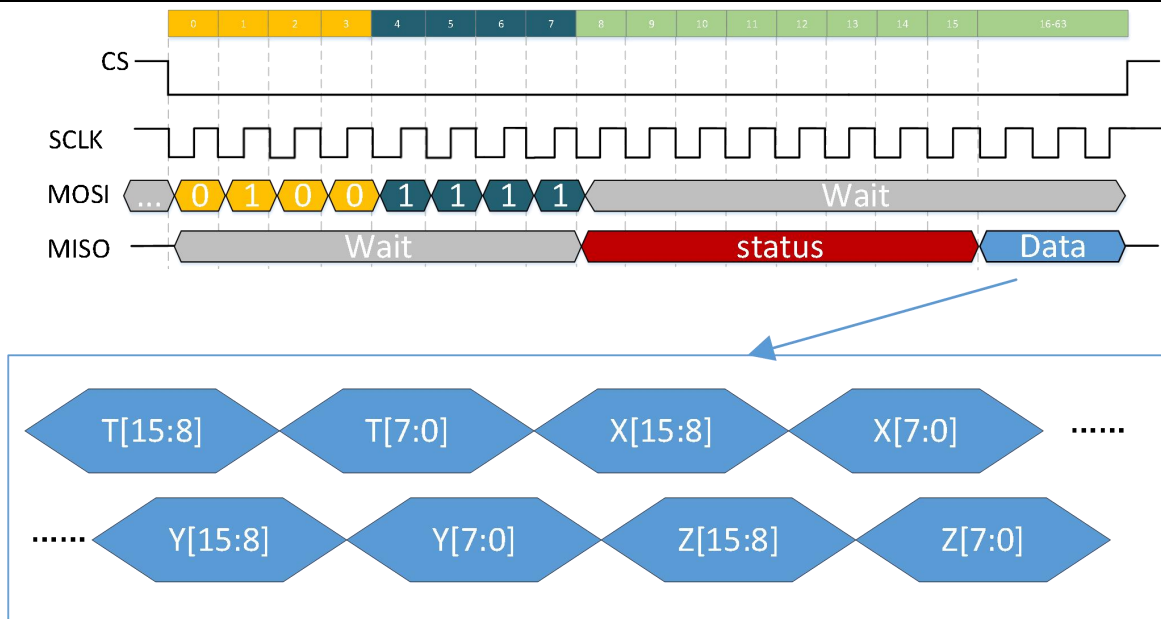 0 1 2 3 4 5 6 7 8 9 10 11 12 13 14 15 16-63
CS
SCLK
MOSI ... 0 1 0 0 1 1 1 1 Wait
MISO Wait status Data
T[15:8] T[7:0] X[15:8] X[7:0] ......
...... Y[15:8] Y[7:0] Z[15:8] Z[7:0]